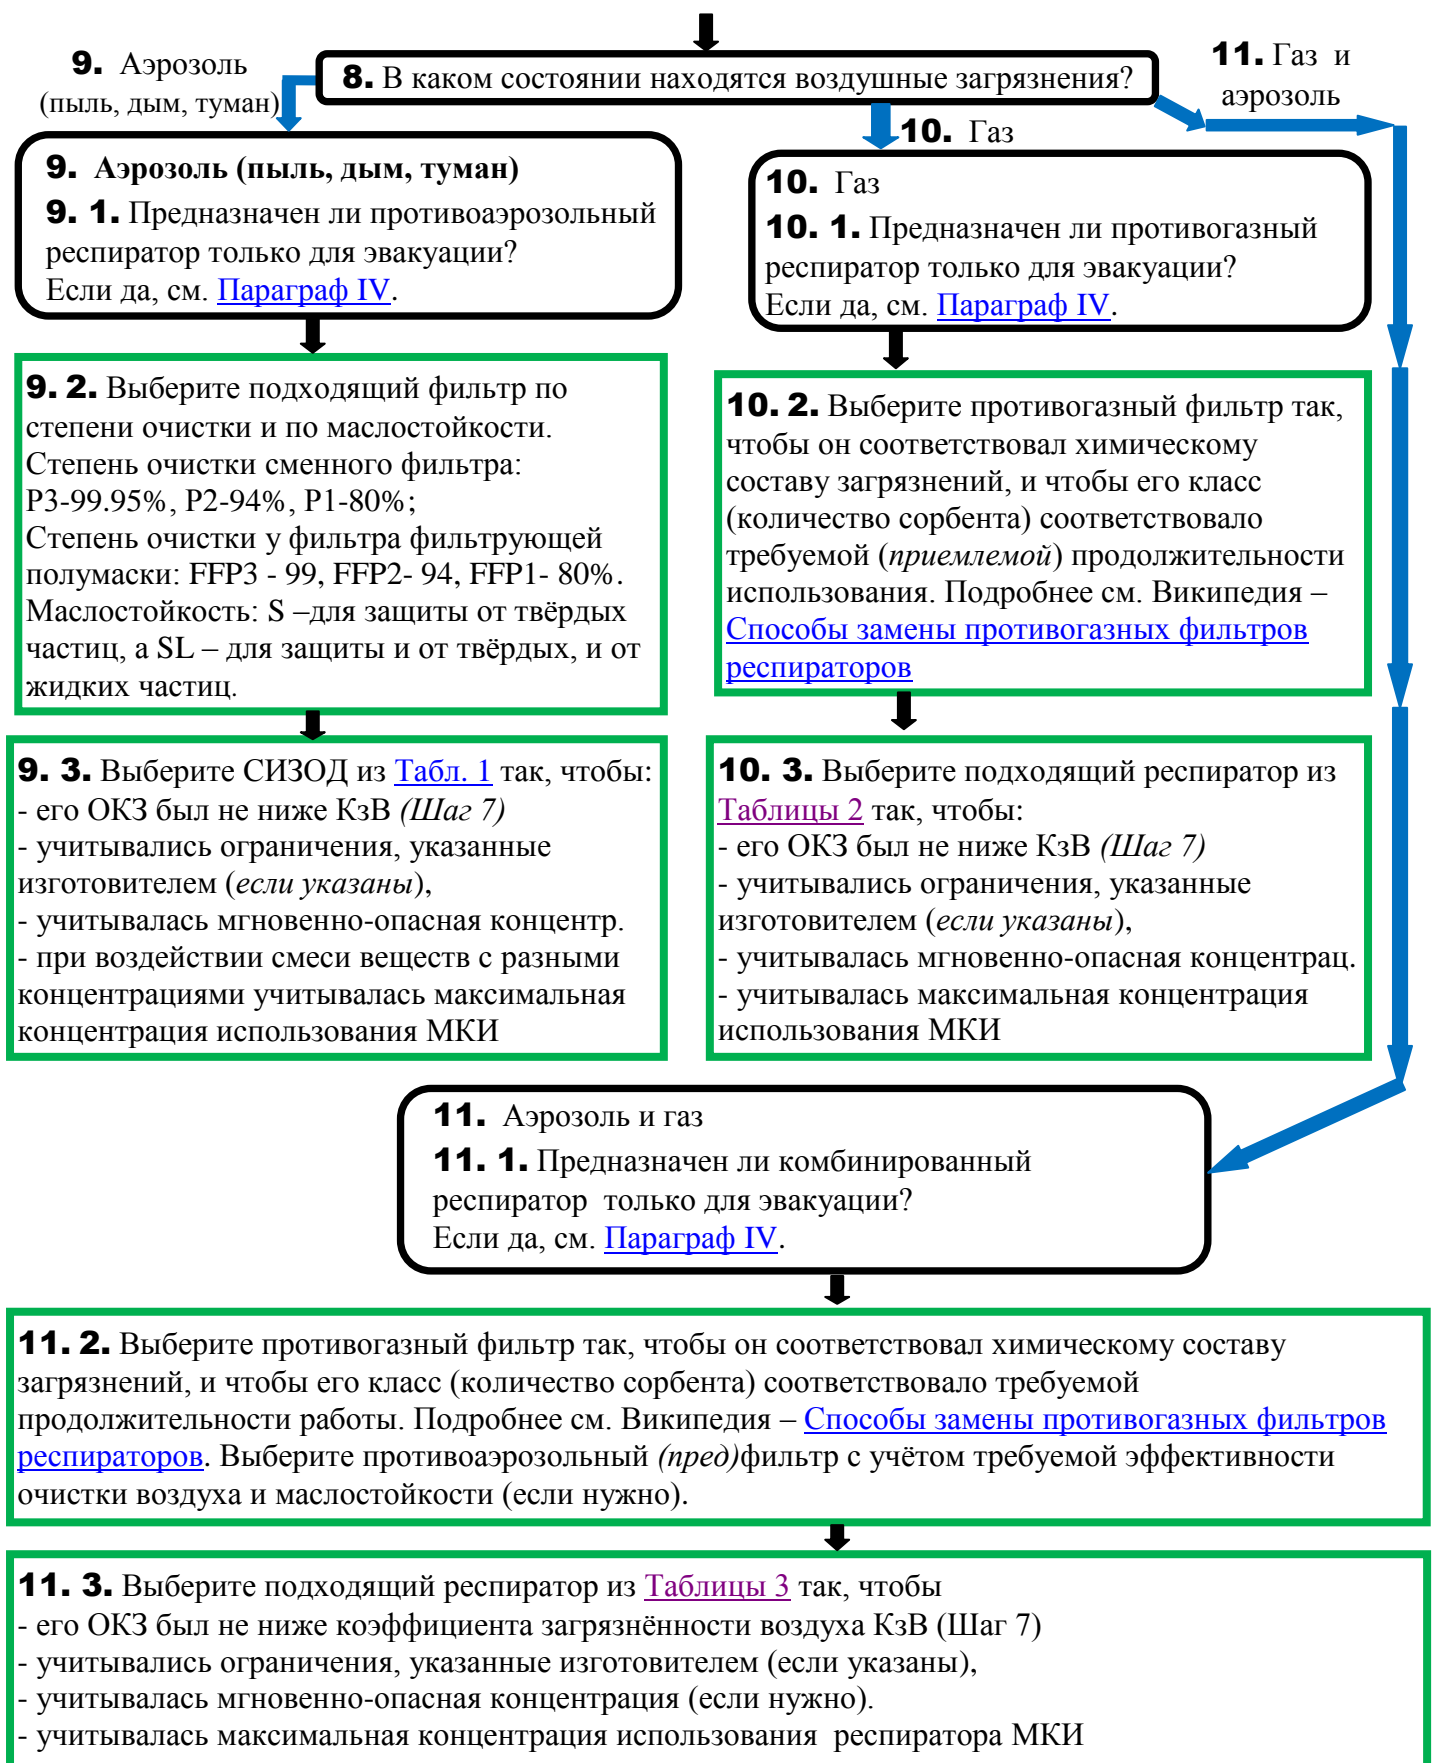 9. Аэрозоль
(пыль, дым, туман)
8. В каком состоянии находятся воздушные загрязнения?
11. Газ и
аэрозоль
10. Газ
9. Аэрозоль (пыль, дым, туман)
9. 1. Предназначен ли противоаэрозольный
респиратор только для эвакуации?
Если да, см. Параграф IV.
10. Газ
10. 1. Предназначен ли противогазный
респиратор только для эвакуации?
Если да, см. Параграф IV.
9. 2. Выберите подходящий фильтр по
степени очистки и по маслостойкости.
Степень очистки сменного фильтра:
P3-99.95%, P2-94%, P1-80%;
Степень очистки у фильтра фильтрующей
полумаски: FFP3 - 99, FFP2- 94, FFP1- 80%.
Маслостойкость: S –для защиты от твёрдых
частиц, а SL – для защиты и от твёрдых, и от
жидких частиц.
10. 2. Выберите противогазный фильтр так,
чтобы он соответствовал химическому
составу загрязнений, и чтобы его класс
(количество сорбента) соответствовало
требуемой (приемлемой) продолжительности
использования. Подробнее см. Википедия –
Способы замены противогазных фильтров
респираторов
9. 3. Выберите СИЗОД из Табл. 1 так, чтобы:
- его ОКЗ был не ниже КзВ (Шаг 7)
- учитывались ограничения, указанные
изготовителем (если указаны),
- учитывалась мгновенно-опасная концентр.
- при воздействии смеси веществ с разными
концентрациями учитывалась максимальная
концентрация использования МКИ
10. 3. Выберите подходящий респиратор из
Таблицы 2 так, чтобы:
- его ОКЗ был не ниже КзВ (Шаг 7)
- учитывались ограничения, указанные
изготовителем (если указаны),
- учитывалась мгновенно-опасная концентрац.
- учитывалась максимальная концентрация
использования МКИ
11. Аэрозоль и газ
11. 1. Предназначен ли комбинированный
респиратор только для эвакуации?
Если да, см. Параграф IV.
11. 2. Выберите противогазный фильтр так, чтобы он соответствовал химическому составу
загрязнений, и чтобы его класс (количество сорбента) соответствовало требуемой
продолжительности работы. Подробнее см. Википедия – Способы замены противогазных фильтров
респираторов. Выберите противоаэрозольный (пред)фильтр с учётом требуемой эффективности
очистки воздуха и маслостойкости (если нужно).
11. 3. Выберите подходящий респиратор из Таблицы 3 так, чтобы
- его ОКЗ был не ниже коэффициента загрязнённости воздуха КзВ (Шаг 7)
- учитывались ограничения, указанные изготовителем (если указаны),
- учитывалась мгновенно-опасная концентрация (если нужно).
- учитывалась максимальная концентрация использования респиратора МКИ